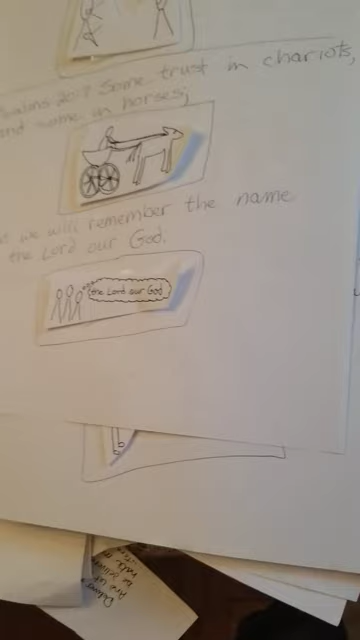 Psalms 20:7 Some trust in chariots,
and some in horses;
we will remember the name
the Lord our God.
the Lord our God